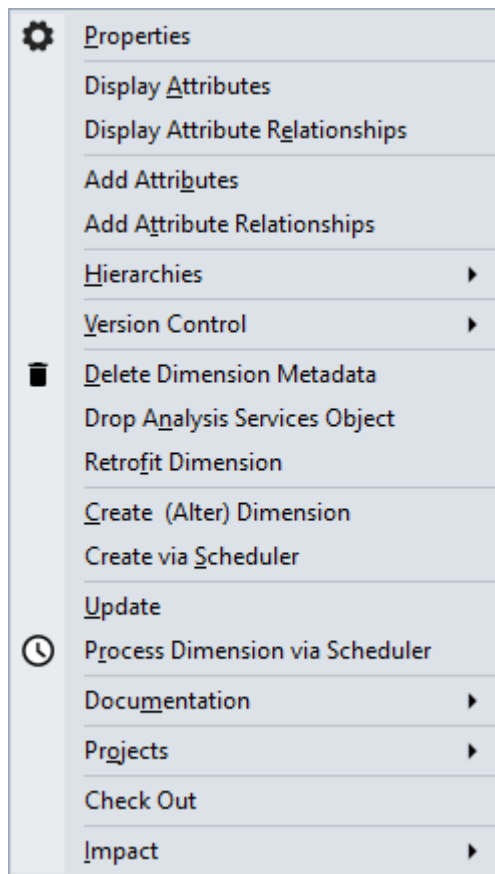 Properties
Display Attributes
Display Attribute Relationships
Add Attributes
Add Attribute Relationships
Hierarchies
Version Control
Delete Dimension Metadata
Drop Analysis Services Object
Retrofit Dimension
Create  (Alter) Dimension
Create via Scheduler
Update
Process Dimension via Scheduler
Documentation
Projects
Check Out
Impact